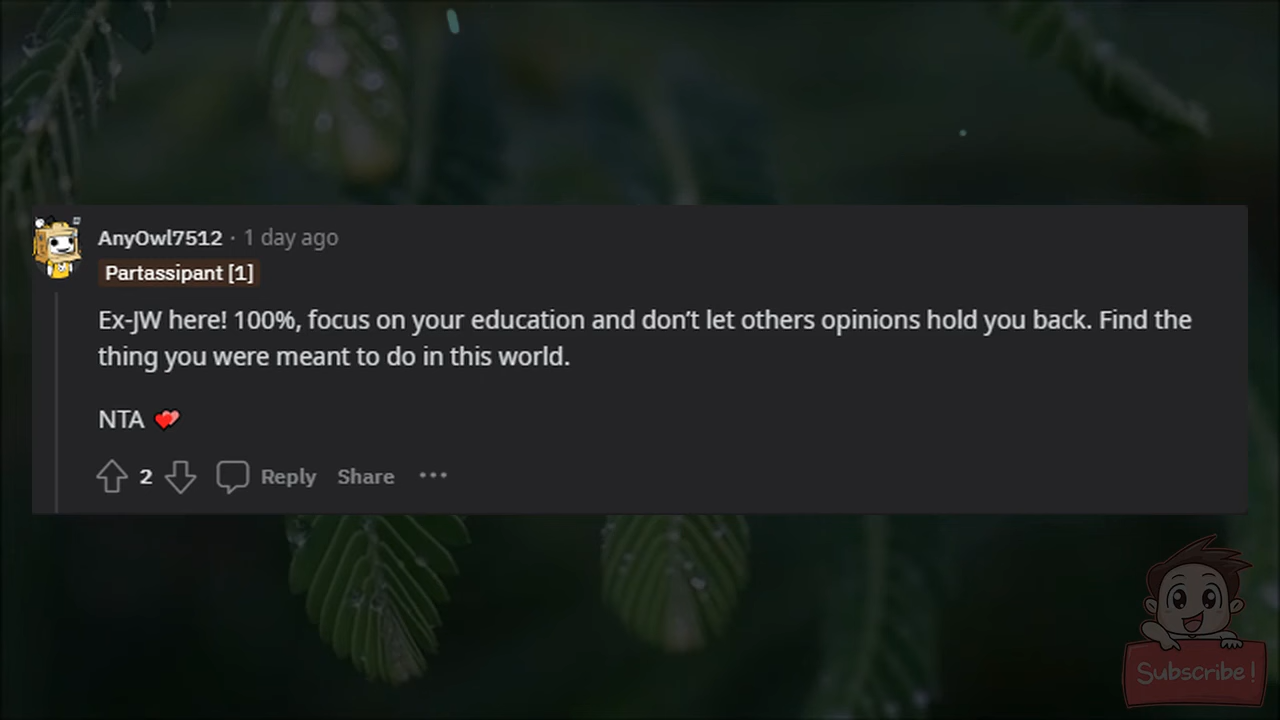 AnyOwl7512 · 1 day ago
Partassipant [1]
Ex-JW here! 100%, focus on your education and don’t let others opinions hold you back. Find the
thing you were meant to do in this world.
NTA 💕
2 Reply Share ···
Subscribe!